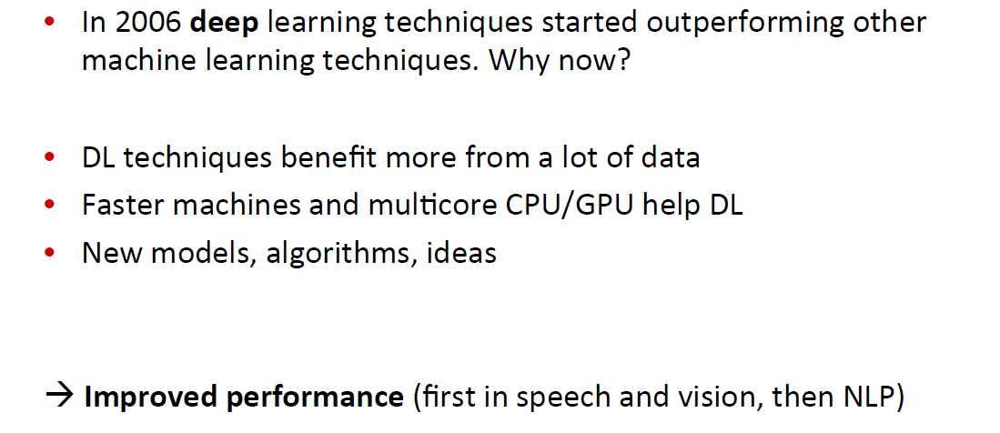 • In 2006 deep learning techniques started outperforming other
machine learning techniques. Why now?
• DL techniques benefit more from a lot of data
• Faster machines and multicore CPU/GPU help DL
• New models, algorithms, ideas
→ Improved performance (first in speech and vision, then NLP)